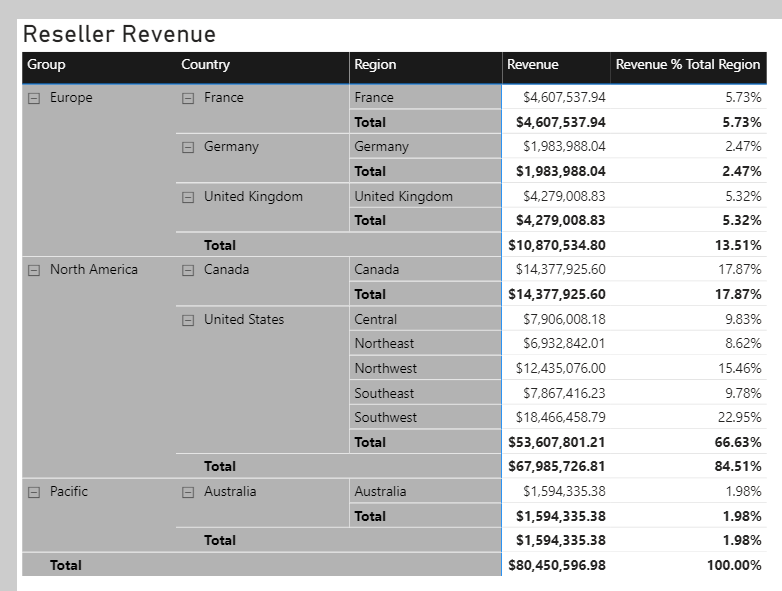 Reseller Revenue
Group Country Region Revenue Revenue % Total Region
Europe France France $4,607,537.94 5.73%
Total $4,607,537.94 5.73%
Germany Germany $1,983,988.04 2.47%
Total $1,983,988.04 2.47%
United Kingdom United Kingdom $4,279,008.83 5.32%
Total $4,279,008.83 5.32%
Total $10,870,534.80 13.51%
North America Canada Canada $14,377,925.60 17.87%
Total $14,377,925.60 17.87%
United States Central $7,906,008.18 9.83%
Northeast $6,932,842.01 8.62%
Northwest $12,435,076.00 15.46%
Southeast $7,867,416.23 9.78%
Southwest $18,466,458.79 22.95%
Total $53,607,801.21 66.63%
Total $67,985,726.81 84.51%
Pacific Australia Australia $1,594,335.38 1.98%
Total $1,594,335.38 1.98%
Total $1,594,335.38 1.98%
Total $80,450,596.98 100.00%